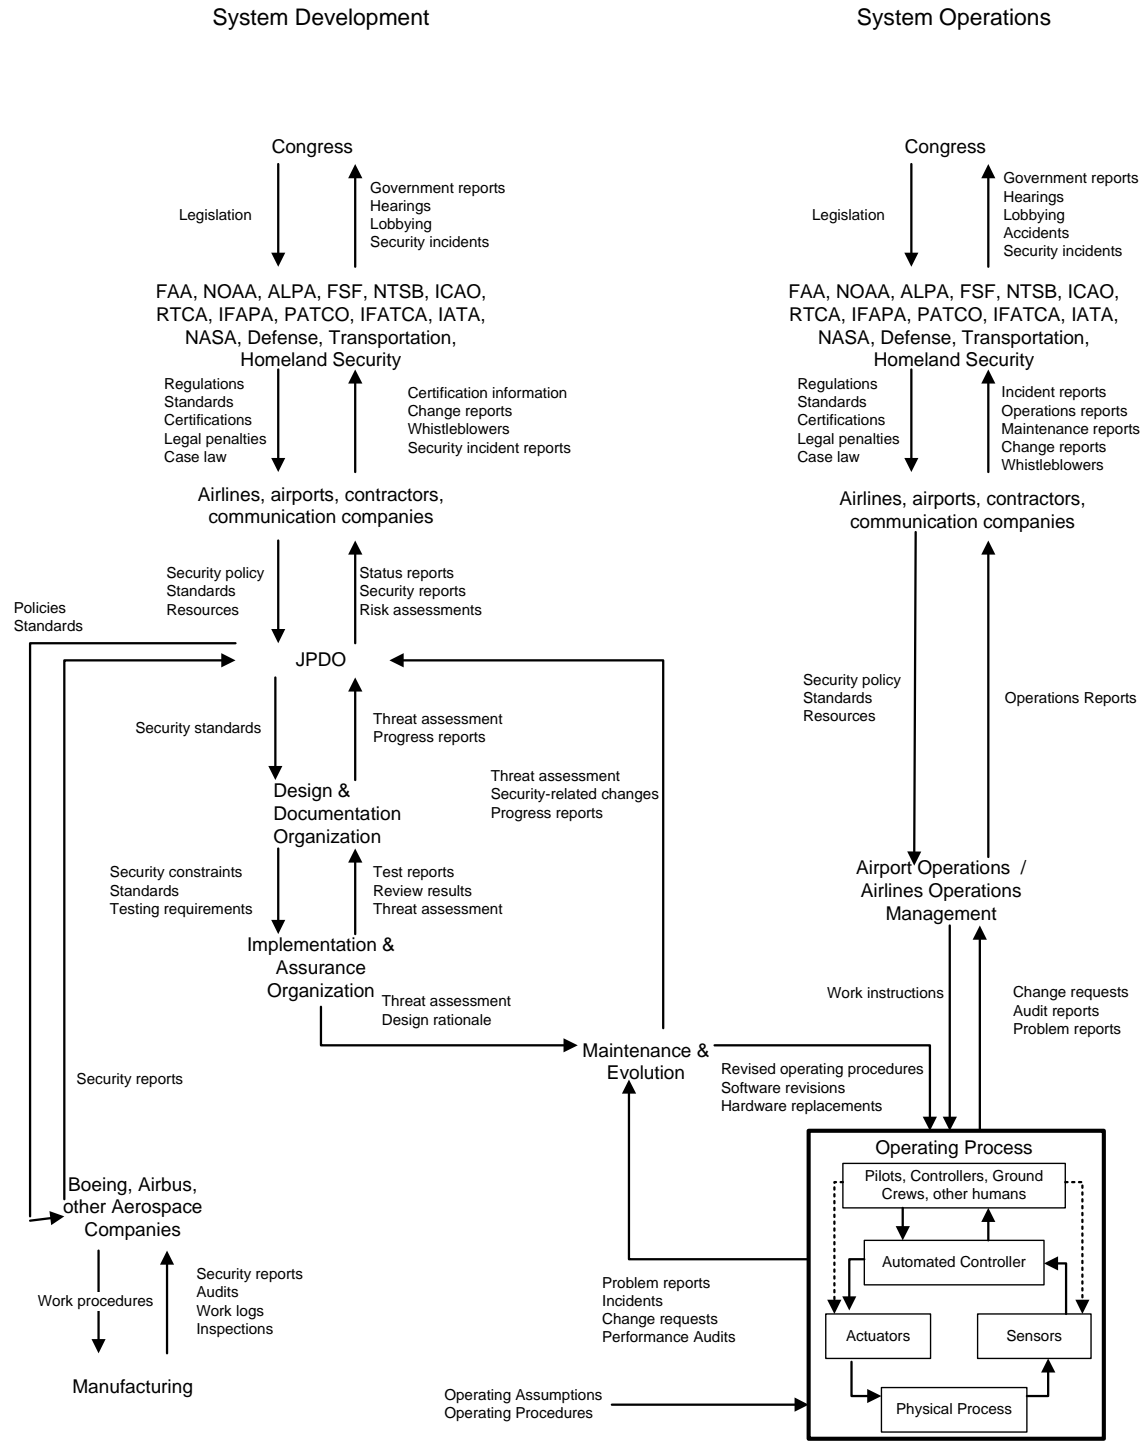 System Development
System Operations
Congress
Legislation
Government reports
Hearings
Lobbying
Security incidents
FAA, NOAA, ALPA, FSF, NTSB, ICAO,
RTCA, IFAPA, PATCO, IFATCA, IATA,
NASA, Defense, Transportation,
Homeland Security
Regulations
Standards
Certifications
Legal penalties
Case law
Certification information
Change reports
Whistleblowers
Security incident reports
Airlines, airports, contractors,
communication companies
Security policy
Standards
Resources
Status reports
Security reports
Risk assessments
Policies
Standards
JPDO
Security standards
Threat assessment
Progress reports
Threat assessment
Security-related changes
Progress reports
Design &
Documentation
Organization
Security constraints
Standards
Testing requirements
Test reports
Review results
Threat assessment
Implementation &
Assurance
Organization
Threat assessment
Design rationale
Maintenance &
Evolution
Revised operating procedures
Software revisions
Hardware replacements
Security reports
Boeing, Airbus,
other Aerospace
Companies
Work procedures
Security reports
Audits
Work logs
Inspections
Manufacturing
Problem reports
Incidents
Change requests
Performance Audits
Operating Assumptions
Operating Procedures
Congress
Legislation
Government reports
Hearings
Lobbying
Accidents
Security incidents
FAA, NOAA, ALPA, FSF, NTSB, ICAO,
RTCA, IFAPA, PATCO, IFATCA, IATA,
NASA, Defense, Transportation,
Homeland Security
Regulations
Standards
Certifications
Legal penalties
Case law
Incident reports
Operations reports
Maintenance reports
Change reports
Whistleblowers
Airlines, airports, contractors,
communication companies
Security policy
Standards
Resources
Operations Reports
Airport Operations /
Airlines Operations
Management
Work instructions
Change requests
Audit reports
Problem reports
Operating Process
Pilots, Controllers, Ground
Crews, other humans
Automated Controller
Actuators
Sensors
Physical Process